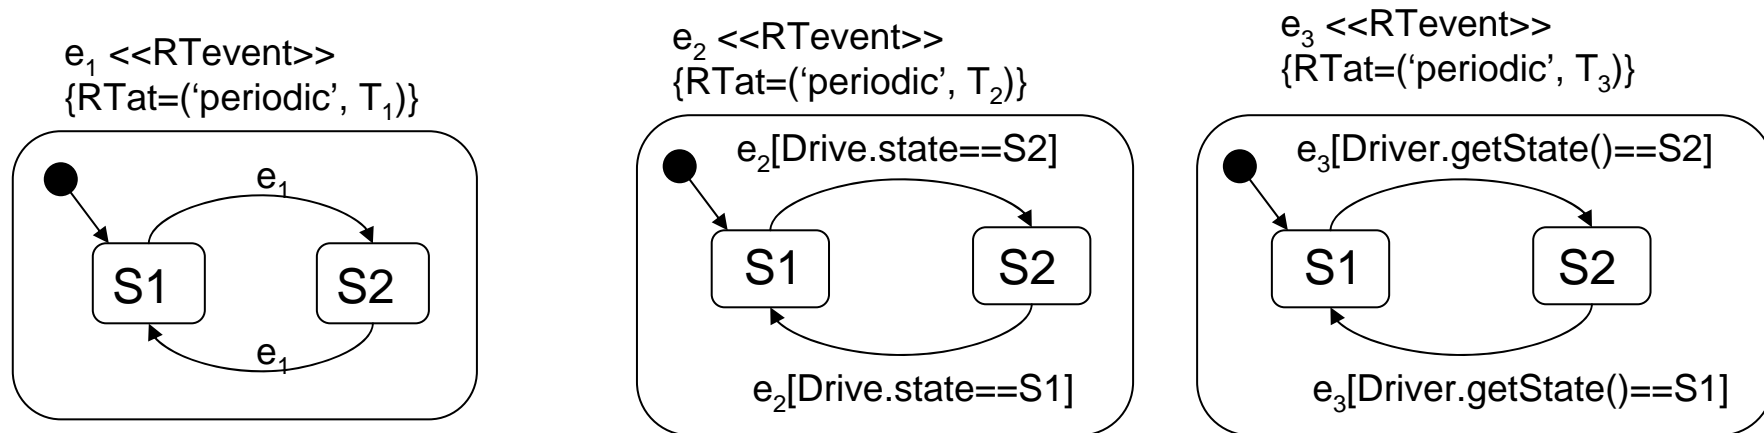 e₁ <<RTevent>>
{RTat=(‘periodic’, T₁)}
e₁
S1
S2
e₁
e₂ <<RTevent>>
{RTat=(‘periodic’, T₂)}
e₂[Drive.state==S2]
S1
S2
e₂[Drive.state==S1]
e₃ <<RTevent>>
{RTat=(‘periodic’, T₃)}
e₃[Driver.getState()==S2]
S1
S2
e₃[Driver.getState()==S1]